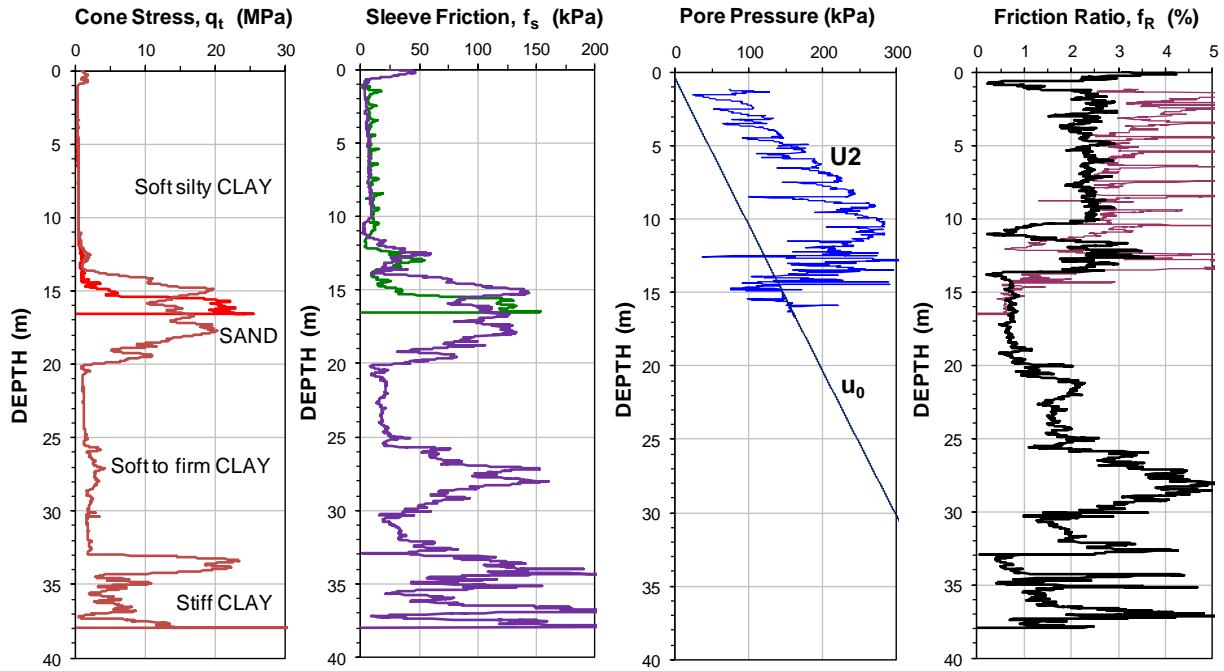 Cone Stress, qt (MPa)
0 10 20 30
0
5
10
15
20
25
30
35
40
DEPTH (m)
Soft silty CLAY
SAND
Soft to firm CLAY
Stiff CLAY
Sleeve Friction, fs (kPa)
0 50 100 150 200
0
5
10
15
20
25
30
35
40
DEPTH (m)
Pore Pressure (kPa)
0 100 200 300
0
5
10
15
20
25
30
35
40
DEPTH (m)
U2
u0
Friction Ratio, fR (%)
0 1 2 3 4 5
0
5
10
15
20
25
30
35
40
DEPTH (m)